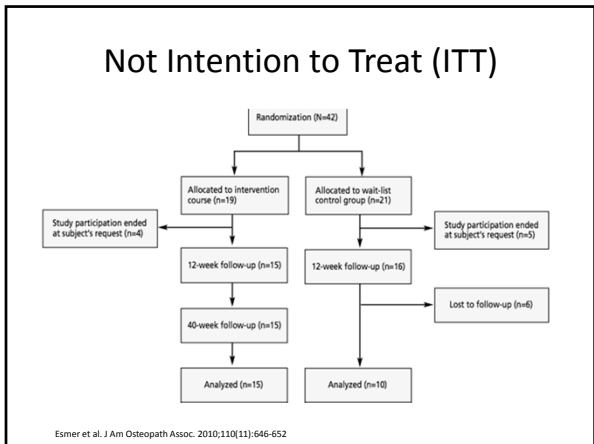 Not Intention to Treat (ITT)
Randomization (N=42)
Allocated to intervention
course (n=19)
Allocated to wait-list
control group (n=21)
Study participation ended
at subject's request (n=4)
Study participation ended
at subject's request (n=5)
12-week follow-up (n=15)
12-week follow-up (n=16)
Lost to follow-up (n=6)
40-week follow-up (n=15)
Analyzed (n=15)
Analyzed (n=10)
Esmer et al. J Am Osteopath Assoc. 2010;110(11):646-652